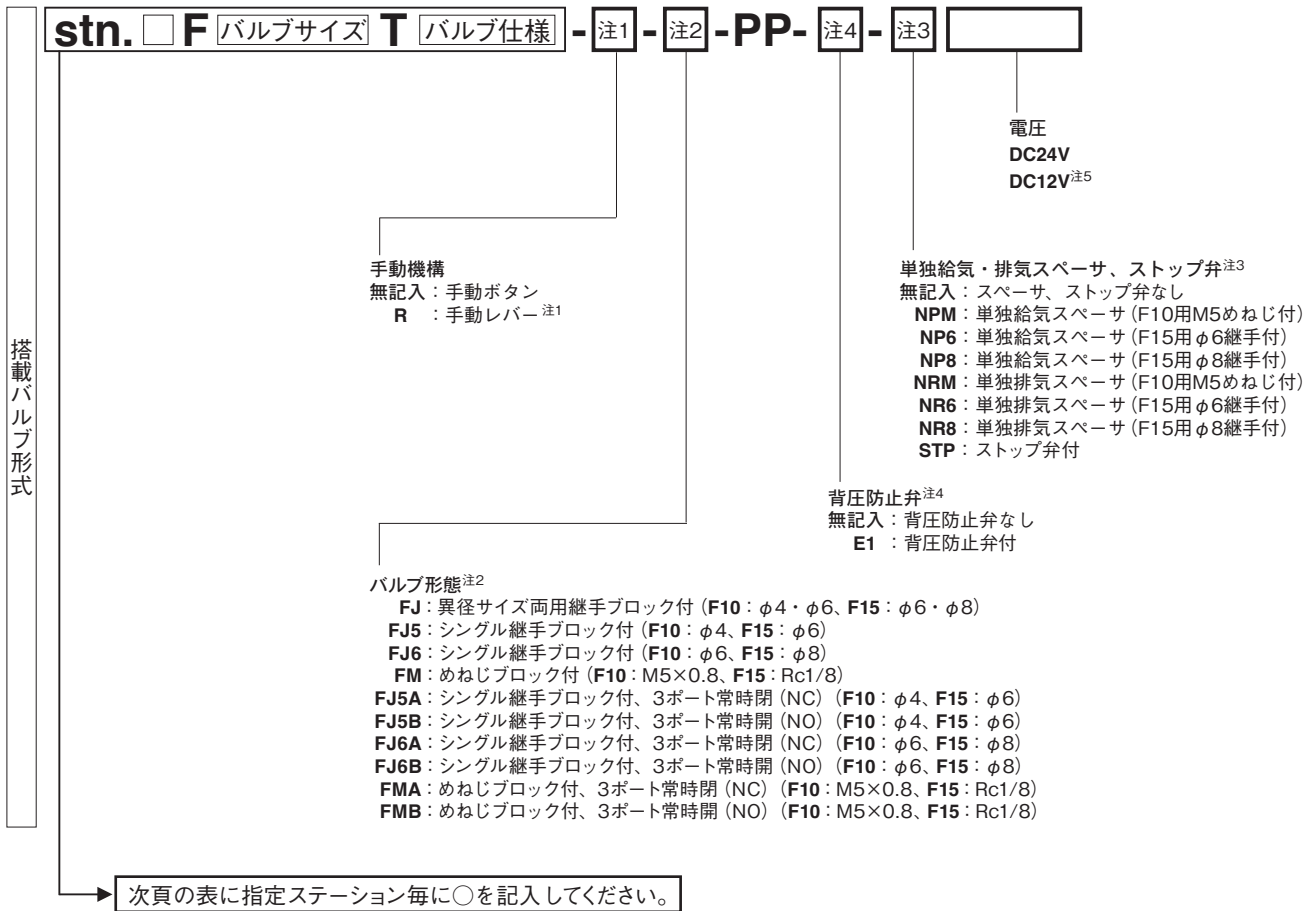 stn. □ F バルブサイズ T バルブ仕様 - 注1 - 注2 -PP- 注4 - 注3
電圧
DC24V
DC12V注5
手動機構
無記入：手動ボタン
R ：手動レバー注1
単独給気・排気スペーサ、ストップ弁注3
無記入：スペーサ、ストップ弁なし
NPM：単独給気スペーサ（F10用M5めねじ付）
NP6：単独給気スペーサ（F15用φ6継手付）
NP8：単独給気スペーサ（F15用φ8継手付）
NRM：単独排気スペーサ（F10用M5めねじ付）
NR6：単独排気スペーサ（F15用φ6継手付）
NR8：単独排気スペーサ（F15用φ8継手付）
STP：ストップ弁付
搭載バルブ形式
背圧防止弁注4
無記入：背圧防止弁なし
E1 ：背圧防止弁付
バルブ形態注2
FJ：異径サイズ両用継手ブロック付（F10：φ4・φ6、F15：φ6・φ8）
FJ5：シングル継手ブロック付（F10：φ4、F15：φ6）
FJ6：シングル継手ブロック付（F10：φ6、F15：φ8）
FM：めねじブロック付（F10：M5×0.8、F15：Rc1/8）
FJ5A：シングル継手ブロック付、3ポート常時閉（NC）（F10：φ4、F15：φ6）
FJ5B：シングル継手ブロック付、3ポート常時開（NO）（F10：φ4、F15：φ6）
FJ6A：シングル継手ブロック付、3ポート常時閉（NC）（F10：φ6、F15：φ8）
FJ6B：シングル継手ブロック付、3ポート常時開（NO）（F10：φ6、F15：φ8）
FMA：めねじブロック付、3ポート常時閉（NC）（F10：M5×0.8、F15：Rc1/8）
FMB：めねじブロック付、3ポート常時開（NO）（F10：M5×0.8、F15：Rc1/8）
次頁の表に指定ステーション毎に○を記入してください。